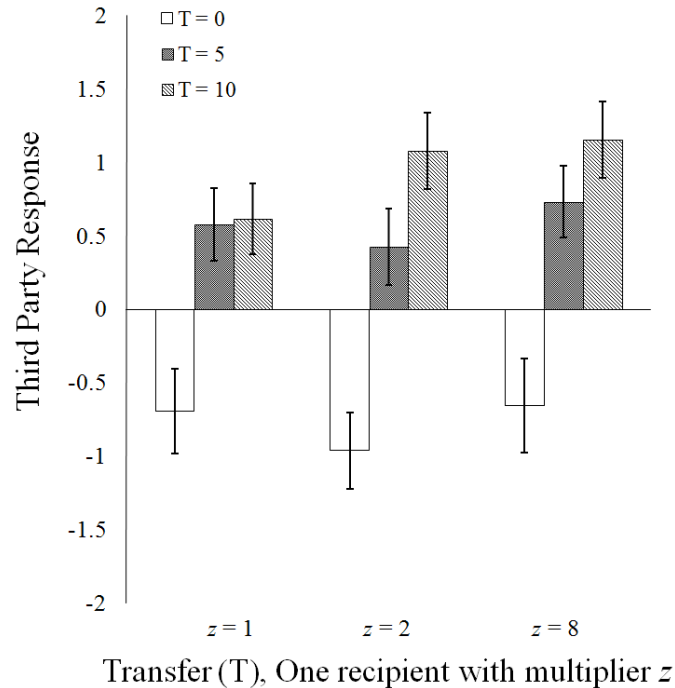 2
T = 0
T = 5
T = 10
1.5
1
0.5
0
-0.5
-1
-1.5
-2
Third Party Response
z = 1
z = 2
z = 8
Transfer (T), One recipient with multiplier z